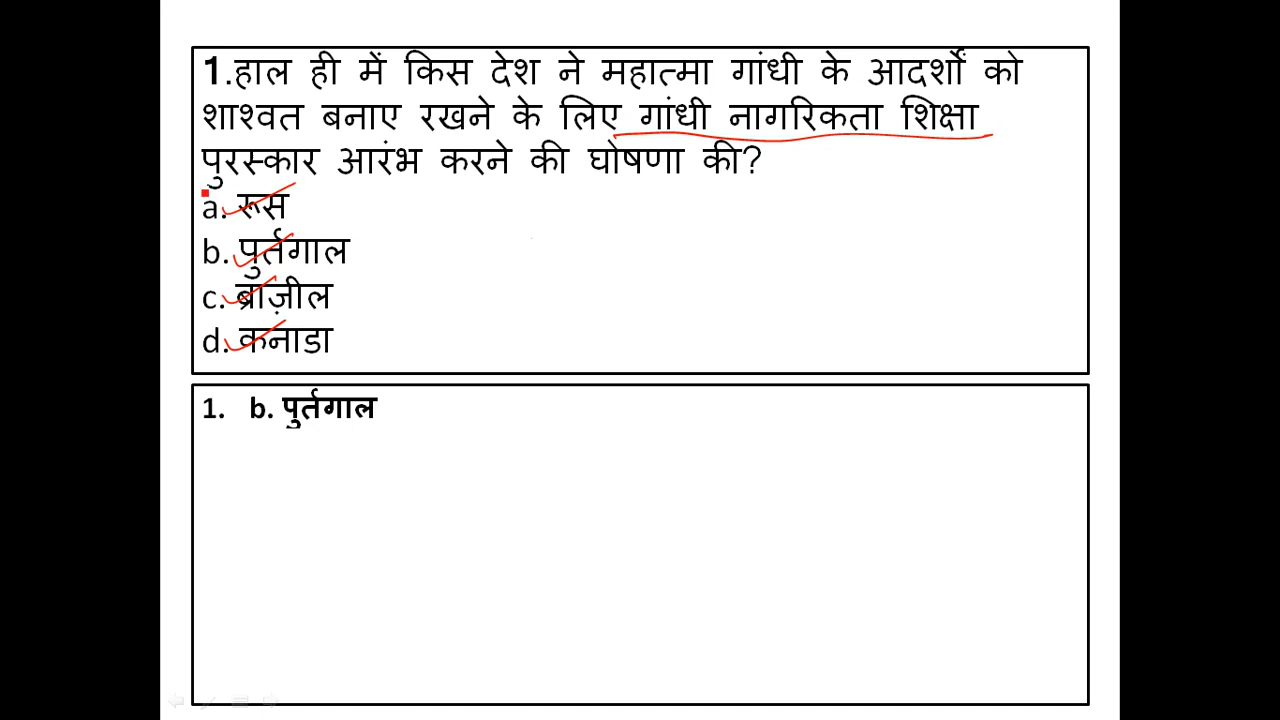 1.हाल ही में किस देश ने महात्मा गांधी के आदर्शों को
शाश्वत बनाए रखने के लिए गांधी नागरिकता शिक्षा
पुरस्कार आरंभ करने की घोषणा की?
a. रूस
b. पुर्तगाल
c. ब्राज़ील
d. कनाडा
1. b. पुर्तगाल